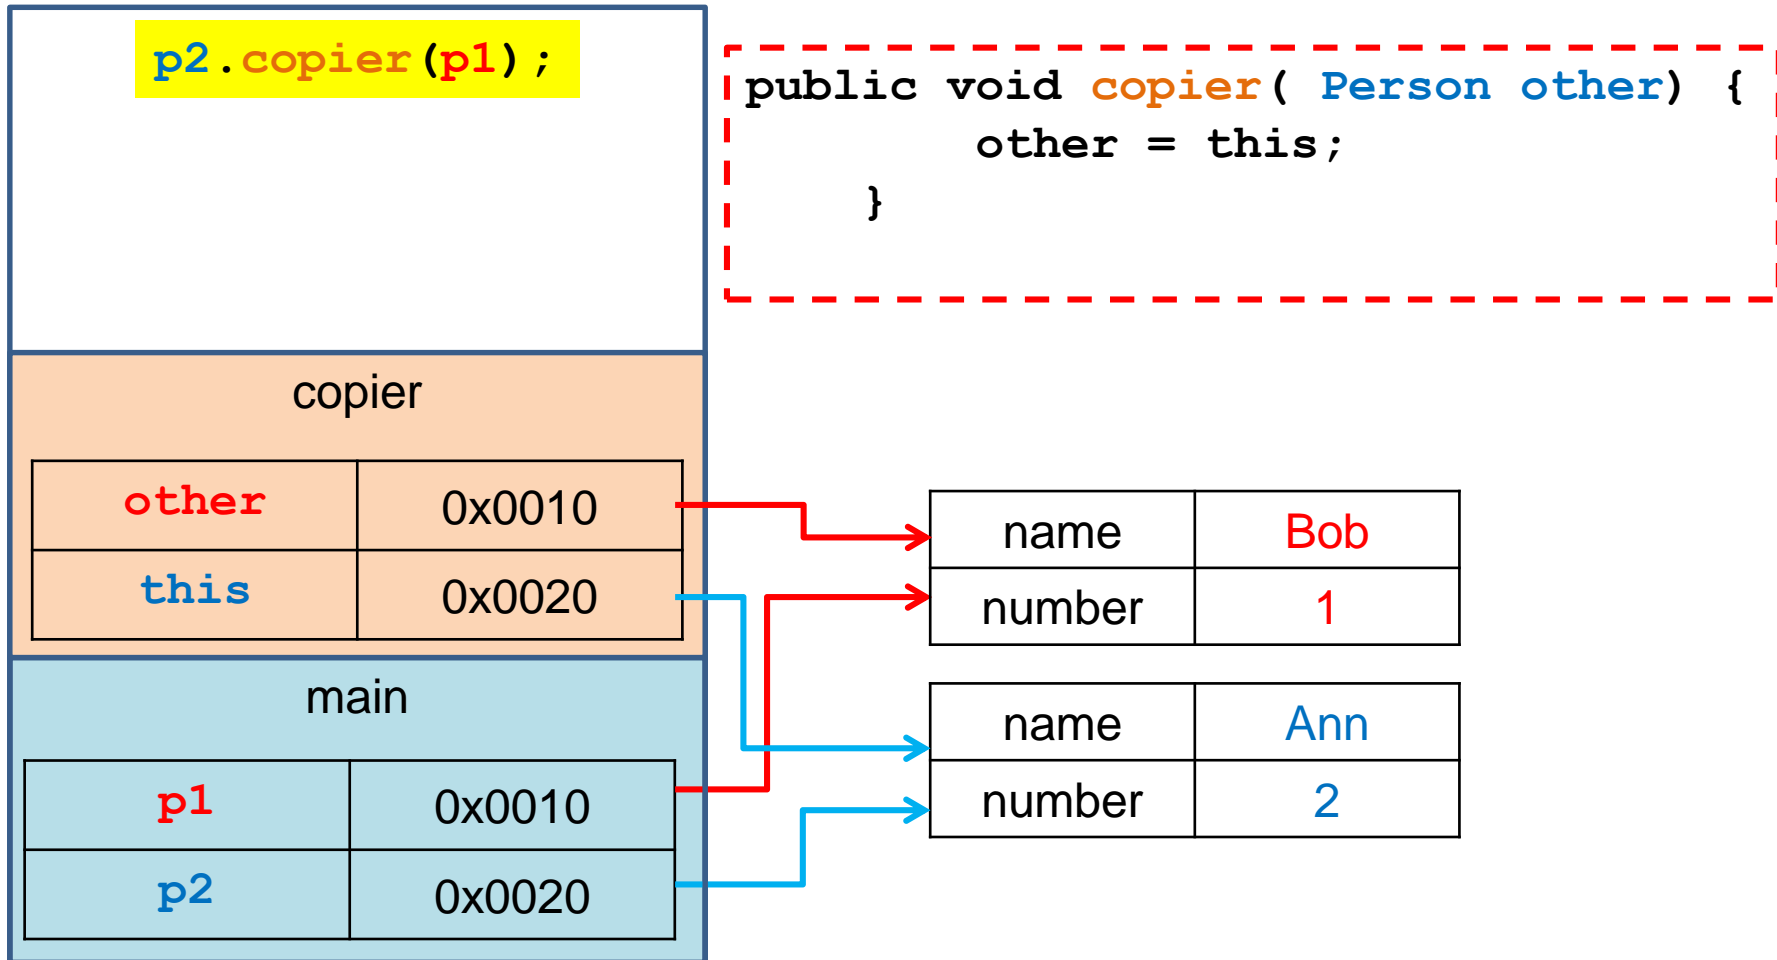 p2.copier(p1);
public void copier( Person other) {
other = this;
}
copier
other 0x0010
this 0x0020
main
p1 0x0010
p2 0x0020
name Bob
number 1
name Ann
number 2